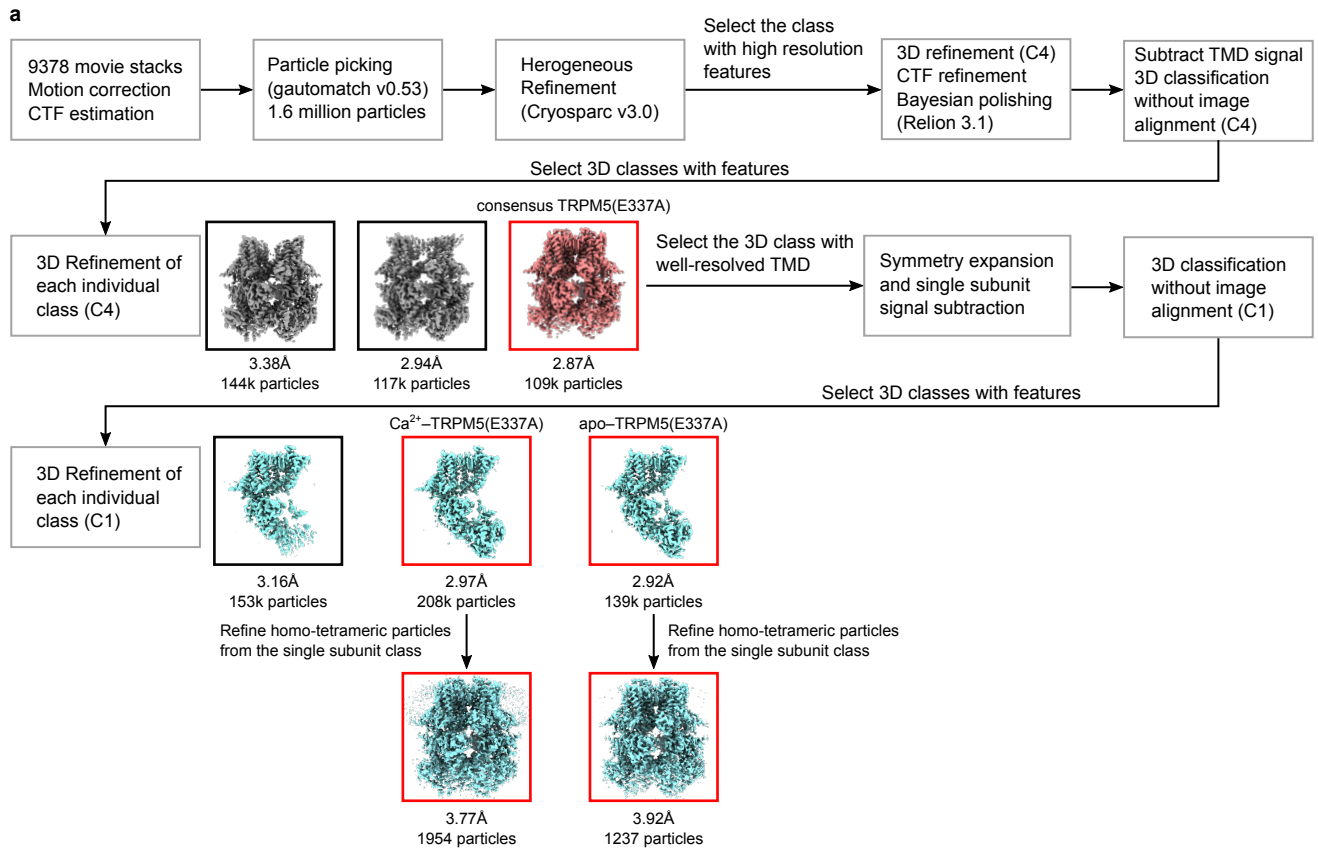 a
9378 movie stacks
Motion correction
CTF estimation
Particle picking
(gautomatch v0.53)
1.6 million particles
Herogeneous
Refinement
(Cryosparc v3.0)
Select the class
with high resolution
features
3D refinement (C4)
CTF refinement
Bayesian polishing
(Relion 3.1)
Subtract TMD signal
3D classification
without image
alignment (C4)
Select 3D classes with features
3D Refinement of
each individual
class (C4)
3.38Å
144k particles
2.94Å
117k particles
consensus TRPM5(E337A)
2.87Å
109k particles
Select the 3D class with
well-resolved TMD
Symmetry expansion
and single subunit
signal subtraction
3D classification
without image
alignment (C1)
Select 3D classes with features
3D Refinement of
each individual
class (C1)
3.16Å
153k particles
Ca²⁺–TRPM5(E337A)
2.97Å
208k particles
apo–TRPM5(E337A)
2.92Å
139k particles
Refine homo-tetrameric particles
from the single subunit class
Refine homo-tetrameric particles
from the single subunit class
3.77Å
1954 particles
3.92Å
1237 particles